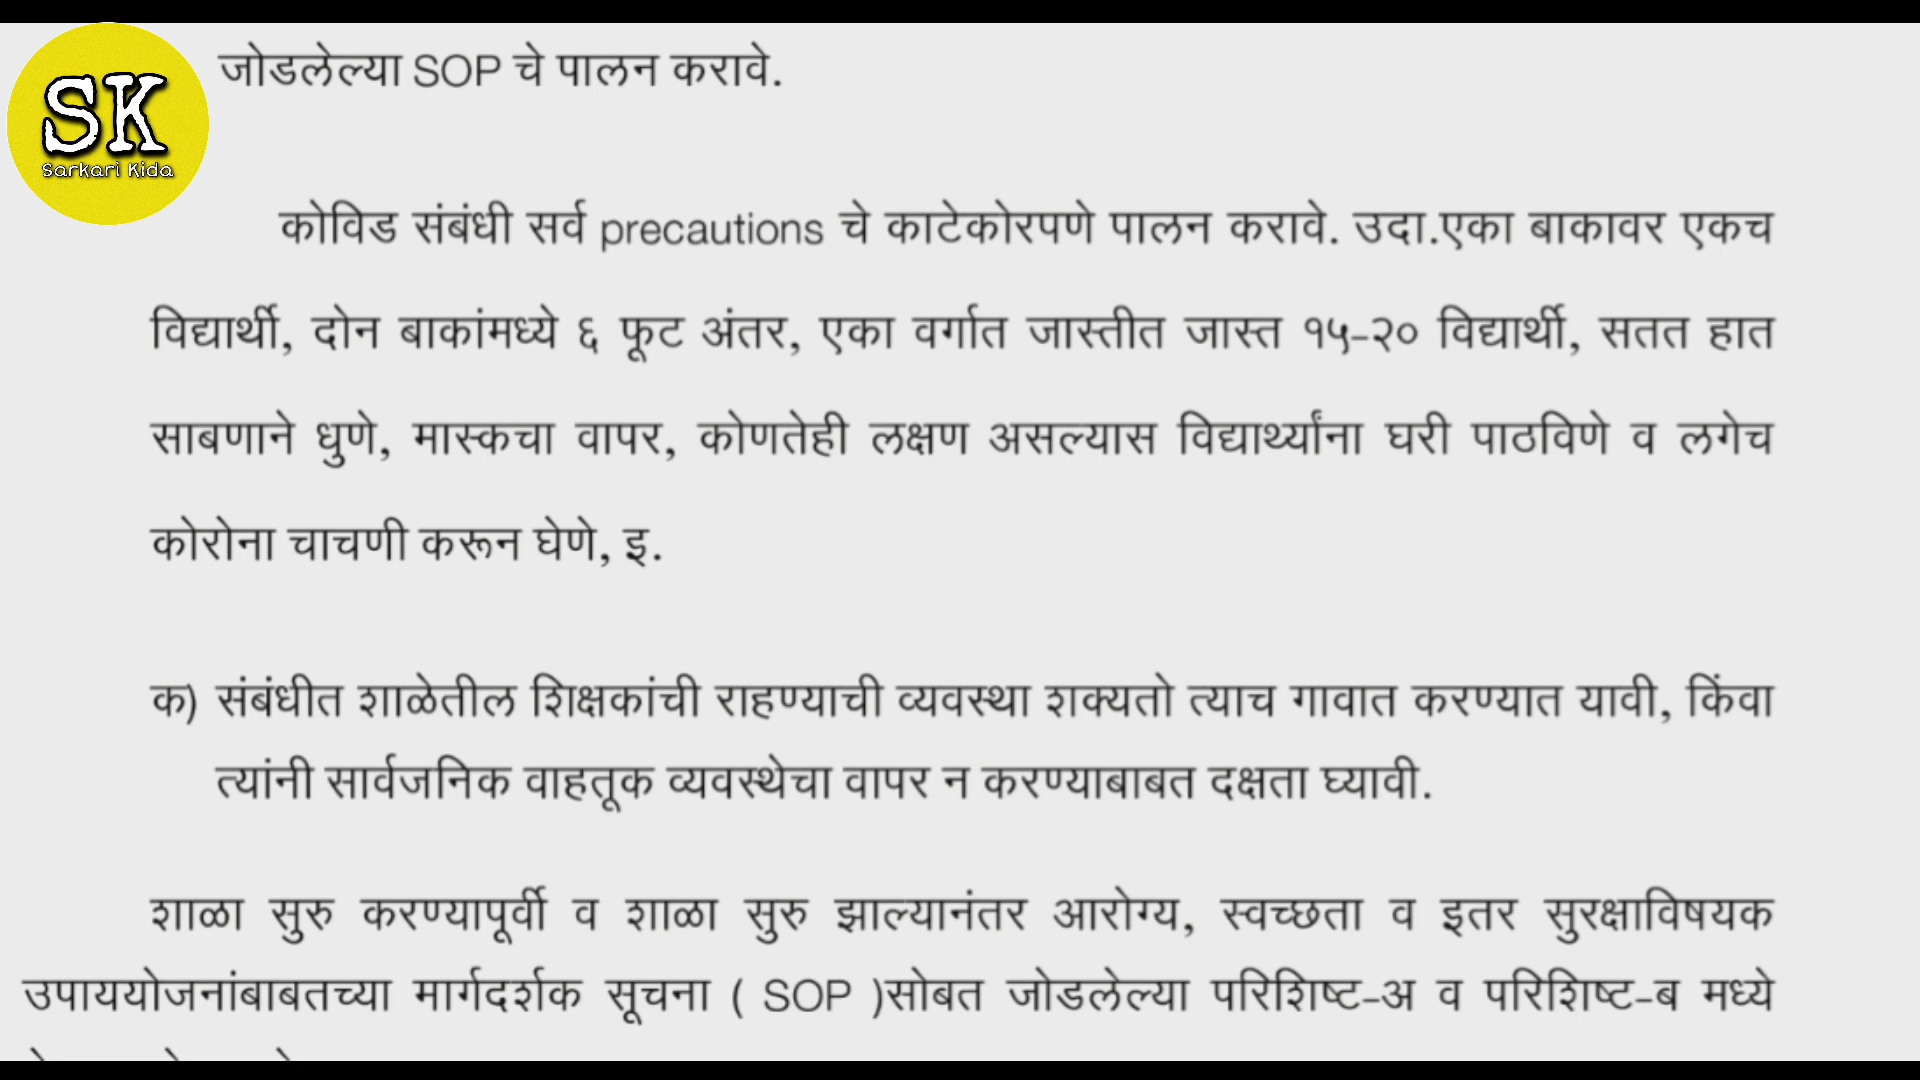 जोडलेल्या SOP चे पालन करावे.
SK
Sarkari Kida
कोविड संबंधी सर्व precautions चे काटेकोरपणे पालन करावे. उदा.एका बाकावर एकच
विद्यार्थी, दोन बाकांमध्ये ६ फूट अंतर, एका वर्गात जास्तीत जास्त १५-२० विद्यार्थी, सतत हात
साबणाने धुणे, मास्कचा वापर, कोणतेही लक्षण असल्यास विद्यार्थ्यांना घरी पाठविणे व लगेच
कोरोना चाचणी करून घेणे, इ.
क) संबंधीत शाळेतील शिक्षकांची राहण्याची व्यवस्था शक्यतो त्याच गावात करण्यात यावी, किंवा
त्यांनी सार्वजनिक वाहतूक व्यवस्थेचा वापर न करण्याबाबत दक्षता घ्यावी.
शाळा सुरु करण्यापूर्वी व शाळा सुरु झाल्यानंतर आरोग्य, स्वच्छता व इतर सुरक्षाविषयक
उपाययोजनांबाबतच्या मार्गदर्शक सूचना ( SOP )सोबत जोडलेल्या परिशिष्ट-अ व परिशिष्ट-ब मध्ये